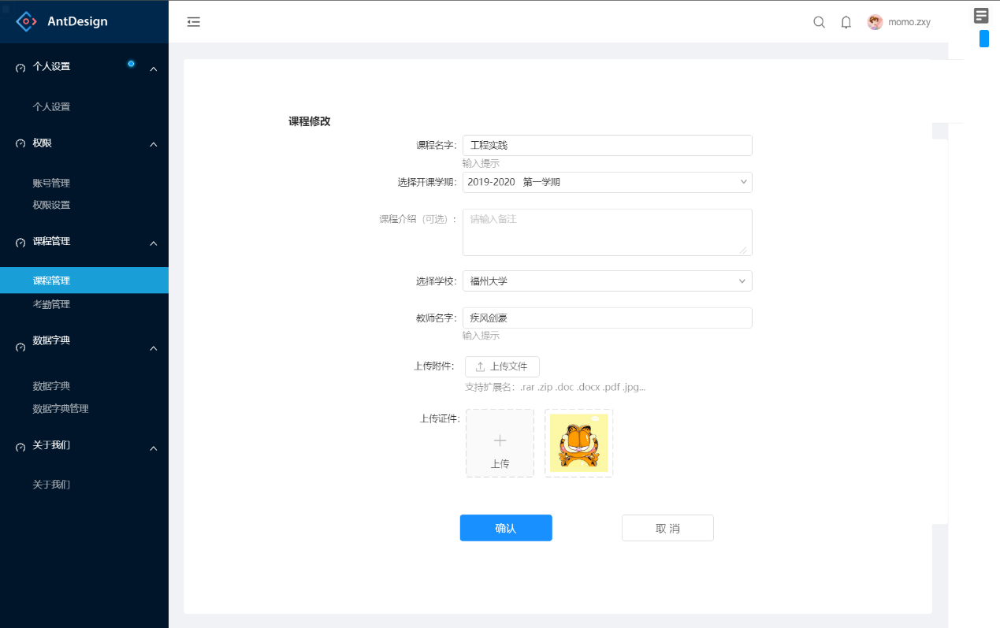 AntDesign
momo.zxy
个人设置
个人设置
权限
账号管理
权限设置
课程管理
课程管理
考勤管理
数据字典
数据字典
数据字典管理
关于我们
关于我们
课程修改
课程名字: 工程实践
输入提示
选择开课学期: 2019-2020 第一学期
课程介绍（可选）: 请输入备注
选择学校: 福州大学
教师名字: 疾风剑豪
输入提示
上传附件: 上传文件
支持扩展名: .rar .zip .doc .docx .pdf .jpg...
上传证件:
上传
确认
取 消